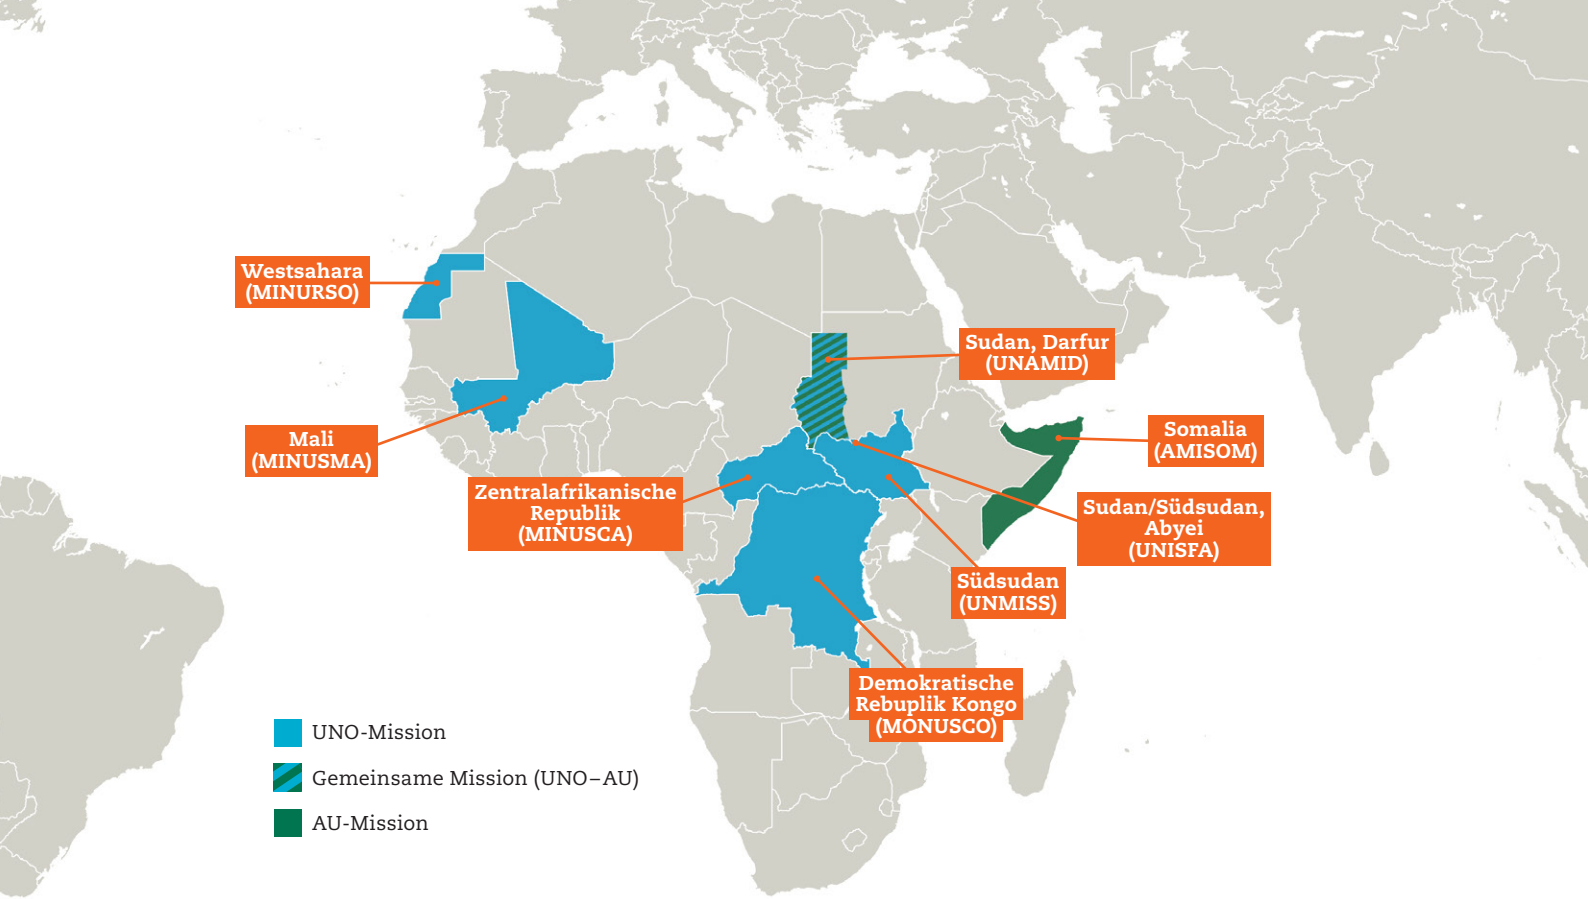 Westsahara
(MINURSO)
Sudan, Darfur
(UNAMID)
Somalia
(AMISOM)
Mali
(MINUSMA)
Zentralafrikanische
Republik
(MINUSCA)
Sudan/Südsudan,
Abyei
(UNISFA)
Südsudan
(UNMISS)
Demokratische
Rebuplik Kongo
(MONUSCO)
UNO-Mission
Gemeinsame Mission (UNO–AU)
AU-Mission